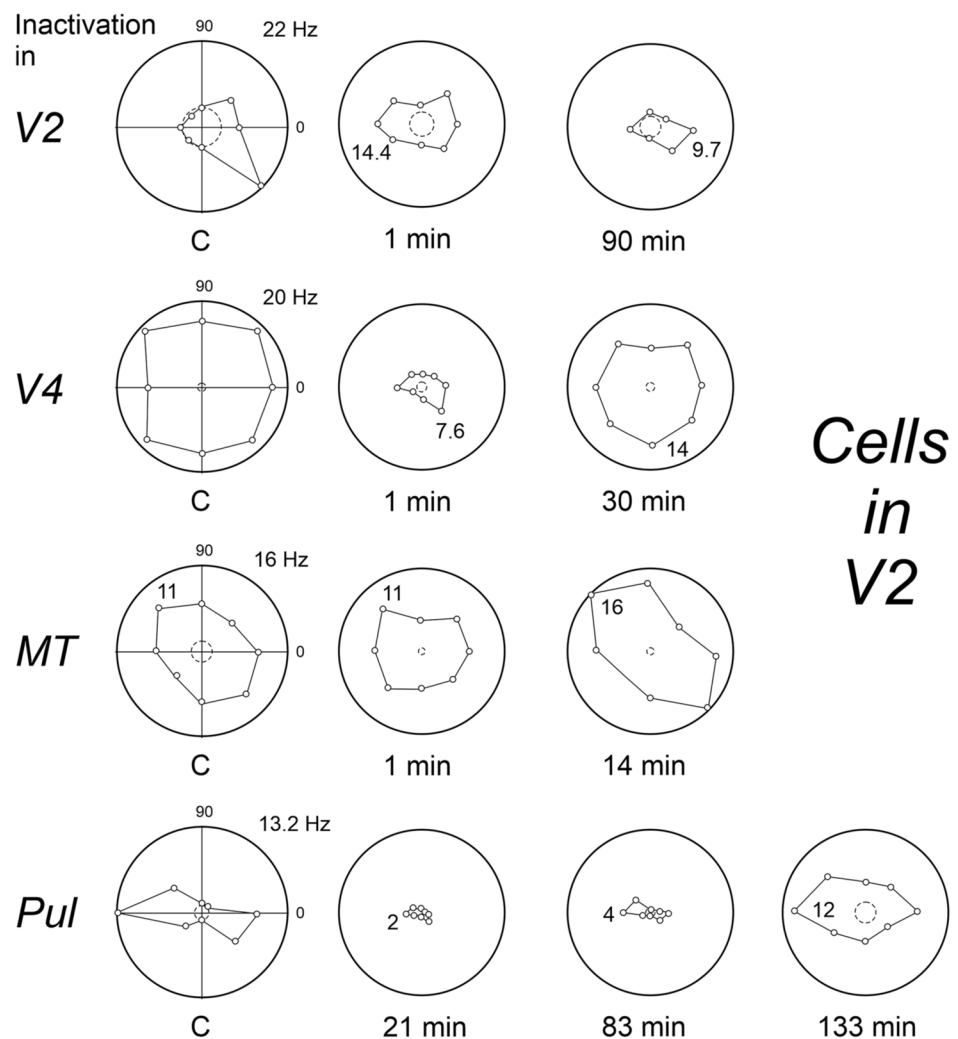 Inactivation
in
90
22 Hz
V2
0
14.4
9.7
C
1 min
90 min
90
20 Hz
V4
0
7.6
14
C
1 min
30 min
Cells
in
V2
90
16 Hz
11
11
16
MT
0
C
1 min
14 min
90
13.2 Hz
Pul
0
2
4
12
C
21 min
83 min
133 min